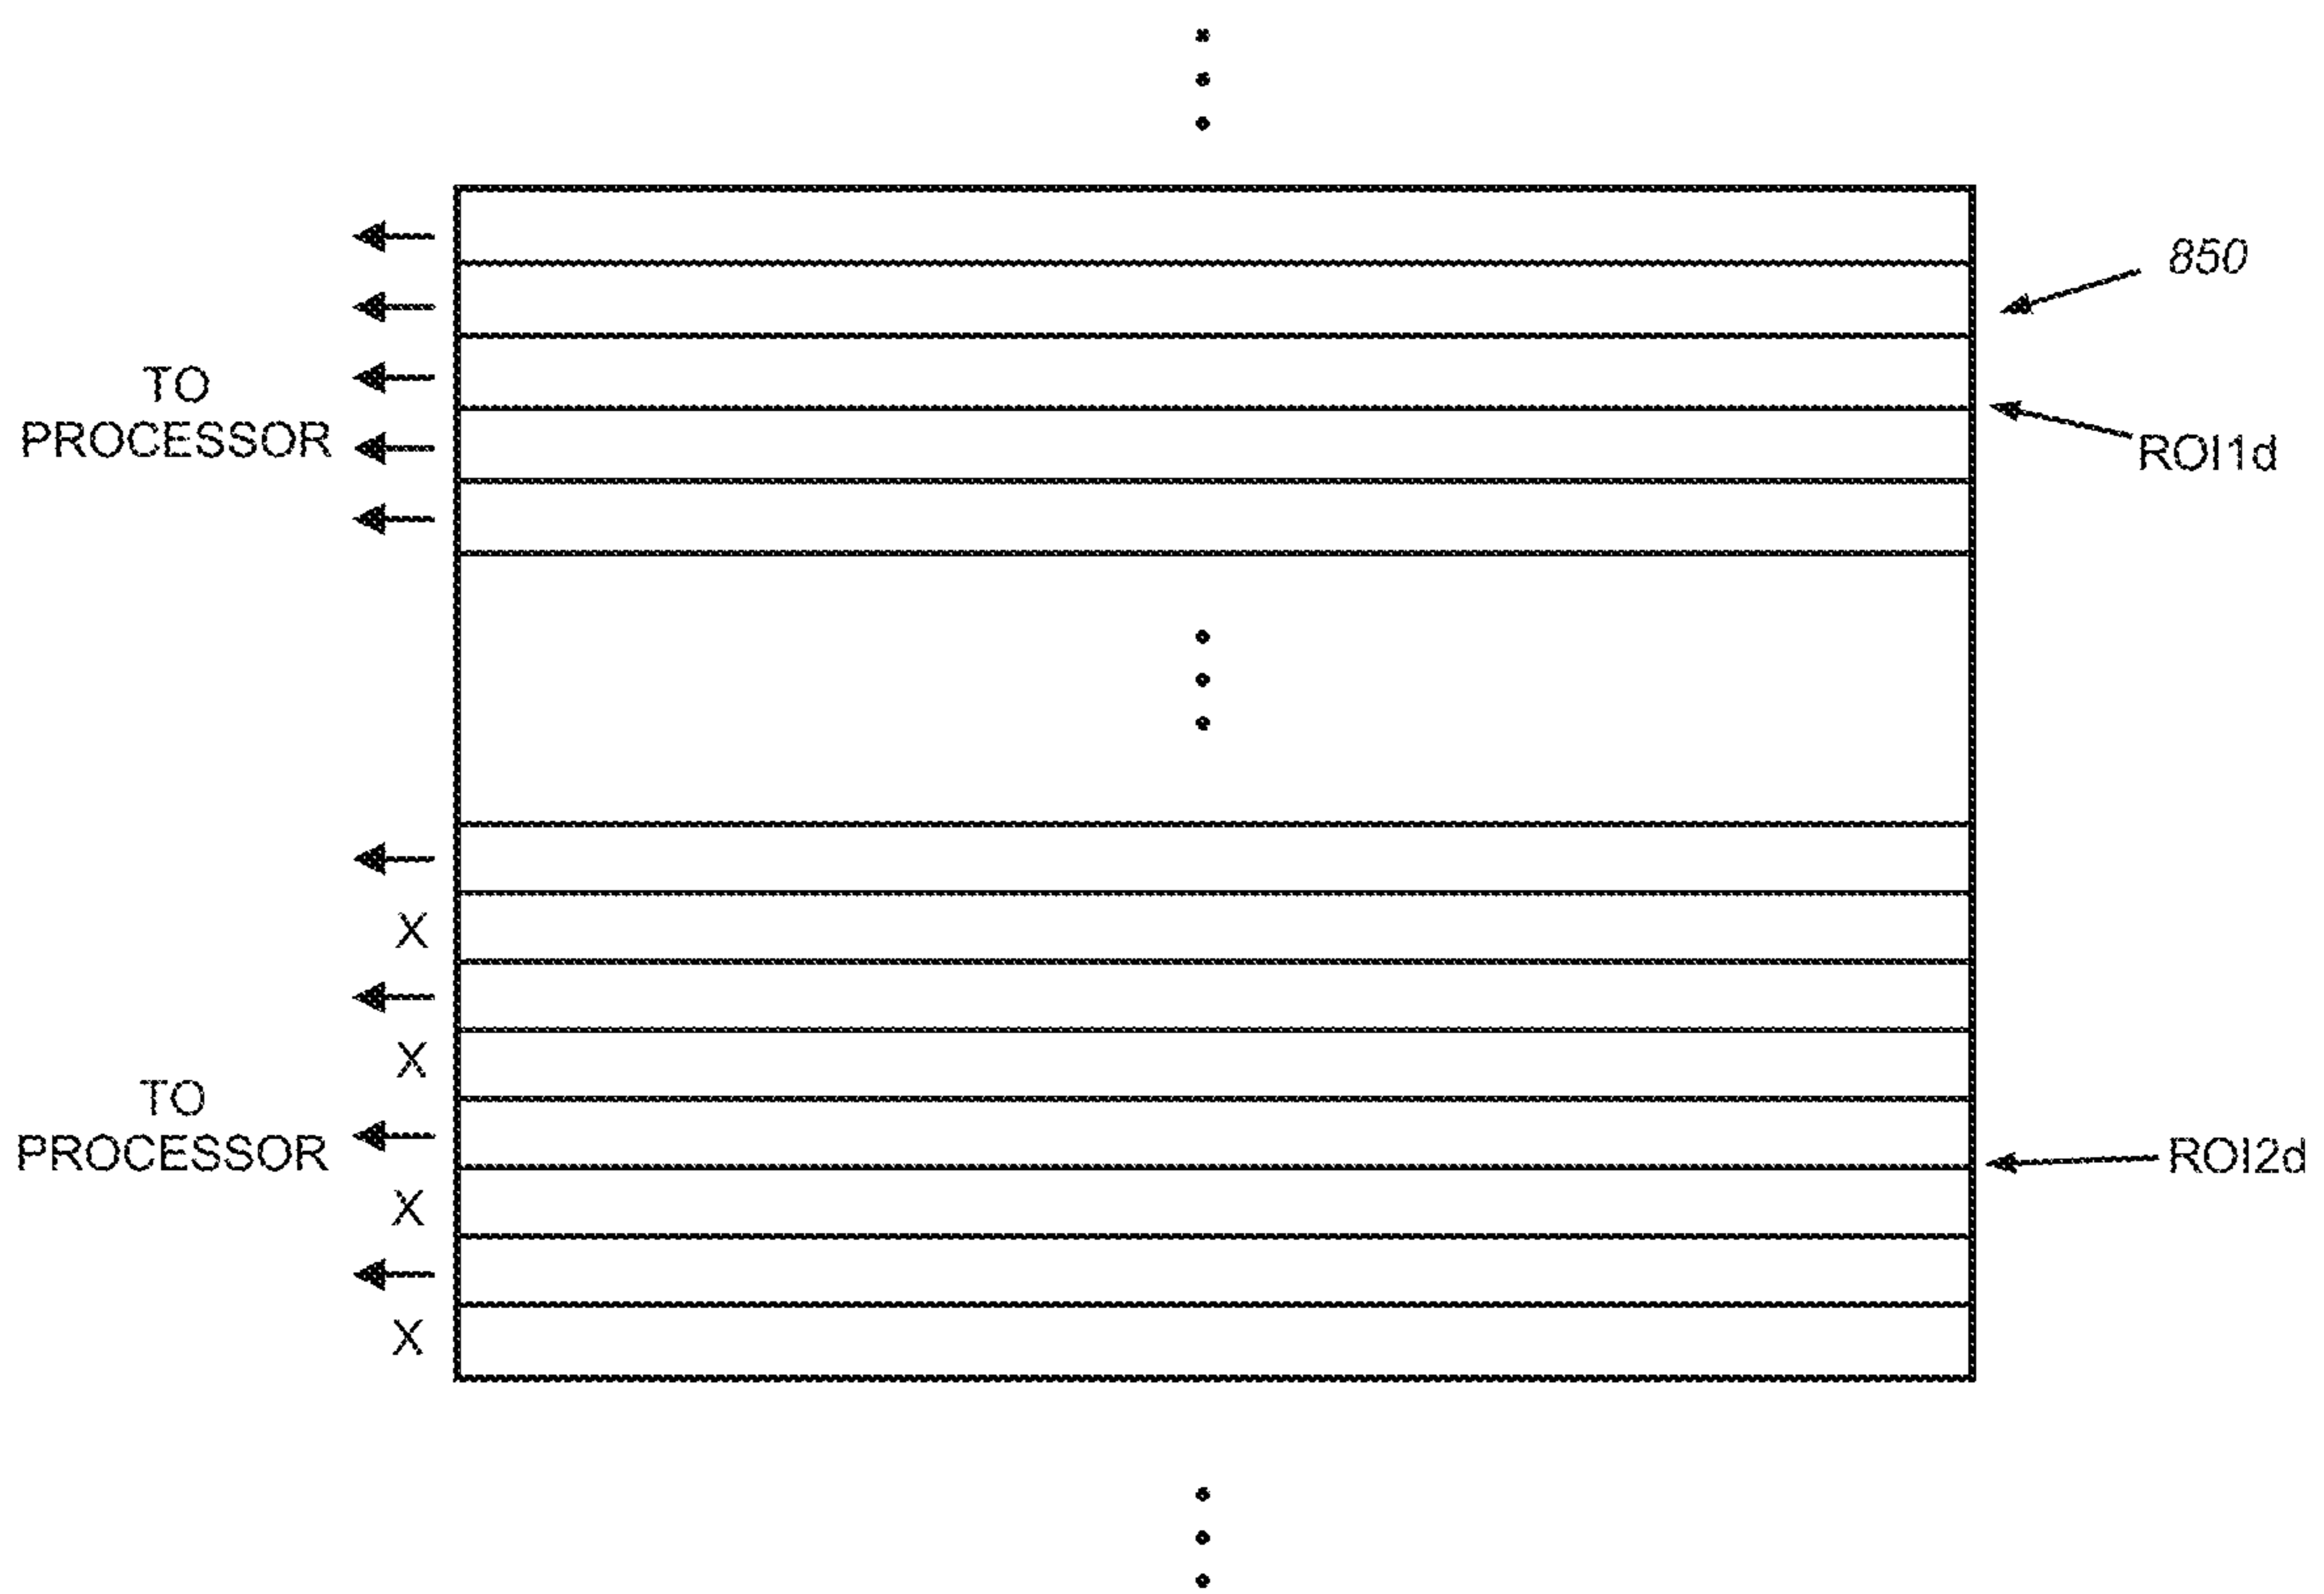 850
TO
PROCESSOR
ROI1d
X
X
TO
PROCESSOR
ROI2d
X
X